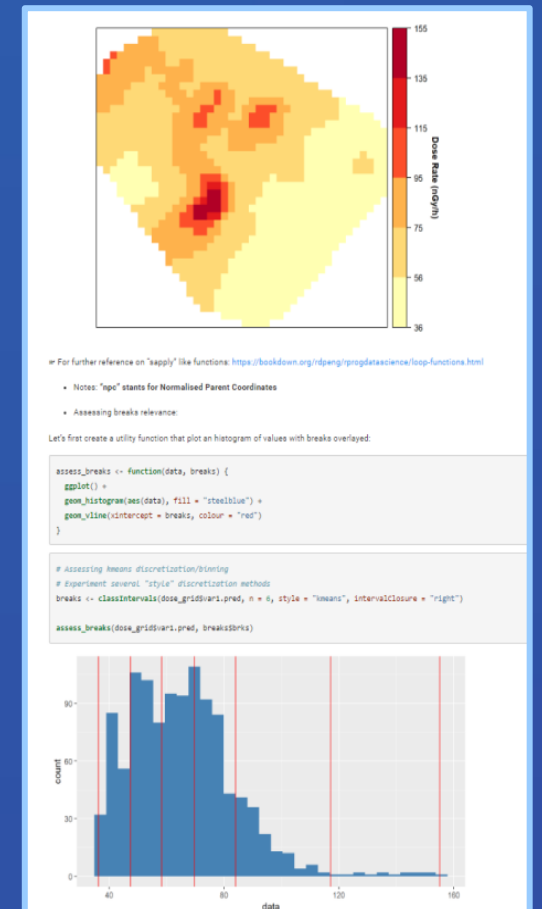 155
135
115
95
75
56
36
Dose Rate (nGy/h)
☞ For further reference on "sapply" like functions: https://bookdown.org/rdpeng/rprogdatascience/loop-functions.html
• Notes: "npc" stants for Normalised Parent Coordinates
• Assessing breaks relevance:
Let's first create a utility function that plot an histogram of values with breaks overlayed:
assess_breaks <- function(data, breaks) {
ggplot() +
geom_histogram(aes(data), fill = "steelblue") +
geom_vline(xintercept = breaks, colour = "red")
}
# Assessing kmeans discretization/binning
# Experiment several "style" discretization methods
breaks <- classIntervals(dose_grid$var1.pred, n = 6, style = "kmeans", intervalClosure = "right")
assess_breaks(dose_grid$var1.pred, breaks$brks)
90
60
30
0
count
40 80 120 160
data